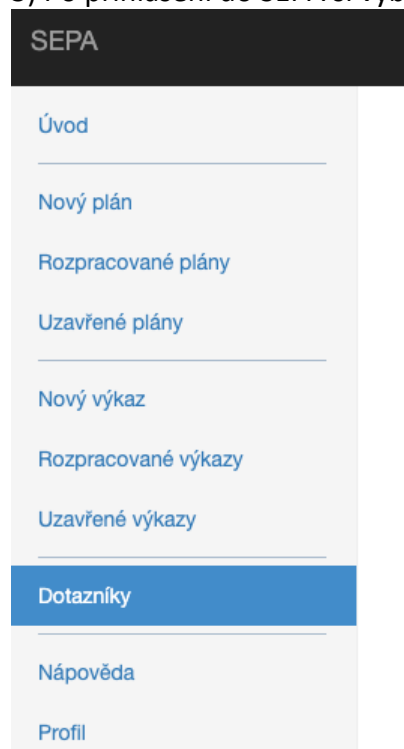 SEPA
Úvod
Nový plán
Rozpracované plány
Uzavřené plány
Nový výkaz
Rozpracované výkazy
Uzavřené výkazy
Dotazníky
Nápověda
Profil